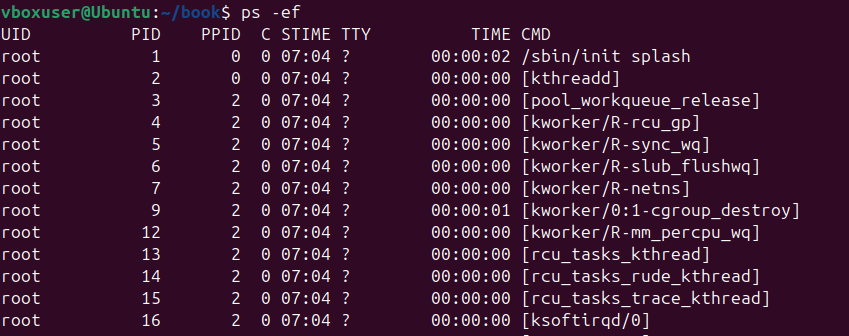 vboxuser@Ubuntu:~/book$ ps -ef
UID PID PPID C STIME TTY TIME CMD
root 1 0 0 07:04 ? 00:00:02 /sbin/init splash
root 2 0 0 07:04 ? 00:00:00 [kthreadd]
root 3 2 0 07:04 ? 00:00:00 [pool_workqueue_release]
root 4 2 0 07:04 ? 00:00:00 [kworker/R-rcu_gp]
root 5 2 0 07:04 ? 00:00:00 [kworker/R-sync_wq]
root 6 2 0 07:04 ? 00:00:00 [kworker/R-slub_flushwq]
root 7 2 0 07:04 ? 00:00:00 [kworker/R-netns]
root 9 2 0 07:04 ? 00:00:01 [kworker/0:1-cgroup_destroy]
root 12 2 0 07:04 ? 00:00:00 [kworker/R-mm_percpu_wq]
root 13 2 0 07:04 ? 00:00:00 [rcu_tasks_kthread]
root 14 2 0 07:04 ? 00:00:00 [rcu_tasks_rude_kthread]
root 15 2 0 07:04 ? 00:00:00 [rcu_tasks_trace_kthread]
root 16 2 0 07:04 ? 00:00:00 [ksoftirqd/0]